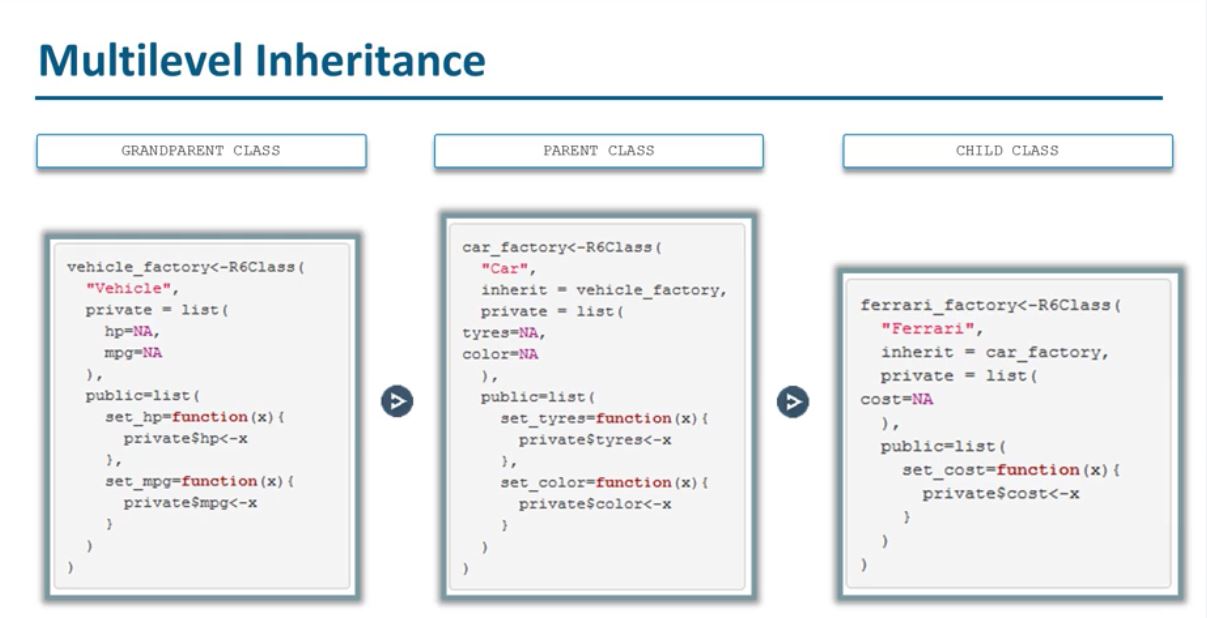 Multilevel Inheritance
GRANDPARENT CLASS
vehicle_factory<-R6Class(
"Vehicle",
private = list(
hp=NA,
mpg=NA
),
public=list(
set_hp=function(x){
private$hp<-x
},
set_mpg=function(x){
private$mpg<-x
}
)
)
PARENT CLASS
car_factory<-R6Class(
"Car",
inherit = vehicle_factory,
private = list(
tyres=NA,
color=NA
),
public=list(
set_tyres=function(x){
private$tyres<-x
},
set_color=function(x){
private$color<-x
}
)
)
CHILD CLASS
ferrari_factory<-R6Class(
"Ferrari",
inherit = car_factory,
private = list(
cost=NA
),
public=list(
set_cost=function(x){
private$cost<-x
}
)
)